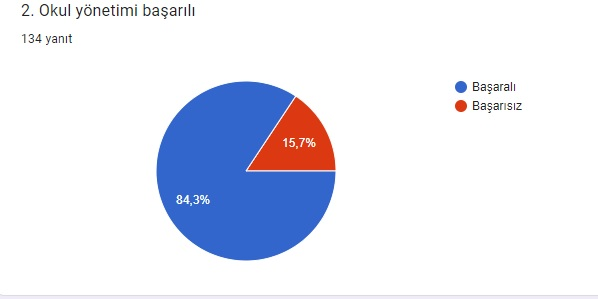 2. Okul yönetimi başarılı
134 yanıt
Başaralı
Başarısız
15,7%
84,3%